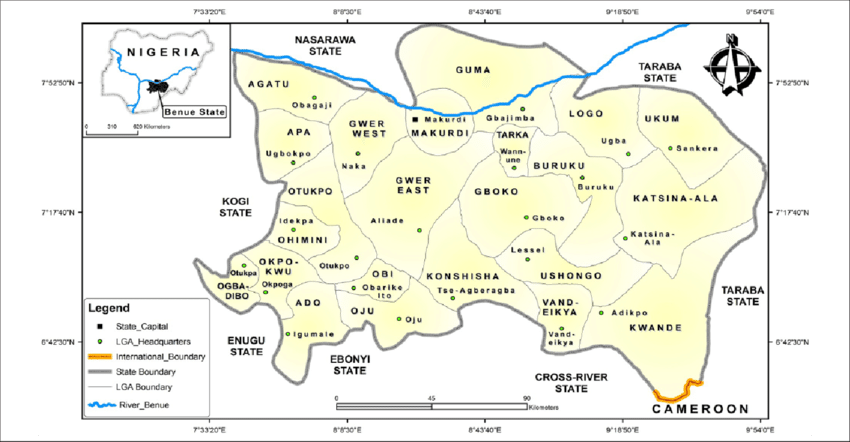 7°33'20"E
8°8'30"E
8°43'40"E
9°18'50"E
9°54'0"E
NIGERIA
Benue State
0 310 620
Kilometers
NASARAWA
STATE
TARABA
STATE
N
7°52'50"N
7°52'50"N
GUMA
AGATU
Obagaji
GWER
WEST
Naka
Makurdi
MAKURDI
Gbajimba
LOGO
Ugba
UKUM
Sankera
APA
Ugbokpo
TARKA
Wann-
une
BURUKU
Buruku
OTUKPO
GWER
EAST
Aliade
GBOKO
Gboko
KATSINA-ALA
Katsina-
Ala
KOGI
STATE
7°17'40"N
7°17'40"N
Idekpa
OHIMINI
Lessel
USHONGO
OKPO-
KWU
Otukpa
Okpoga
OGBA-
DIBO
Otukpo
OBI
Obarike
Ito
KONSHISHA
Tse-Agberagba
TARABA
STATE
ADO
Igumale
OJU
Oju
VAND-
EIKYA
Vand-
eikya
Adikpo
KWANDE
6°42'30"N
6°42'30"N
Legend
State_Capital
LGA_Headquarters
International_Boundary
State Boundary
LGA Boundary
River_Benue
ENUGU
STATE
EBONYI
STATE
CROSS-RIVER
STATE
CAMEROON
0 45 90
Kilometers
7°33'20"E
8°8'30"E
8°43'40"E
9°18'50"E
9°54'0"E